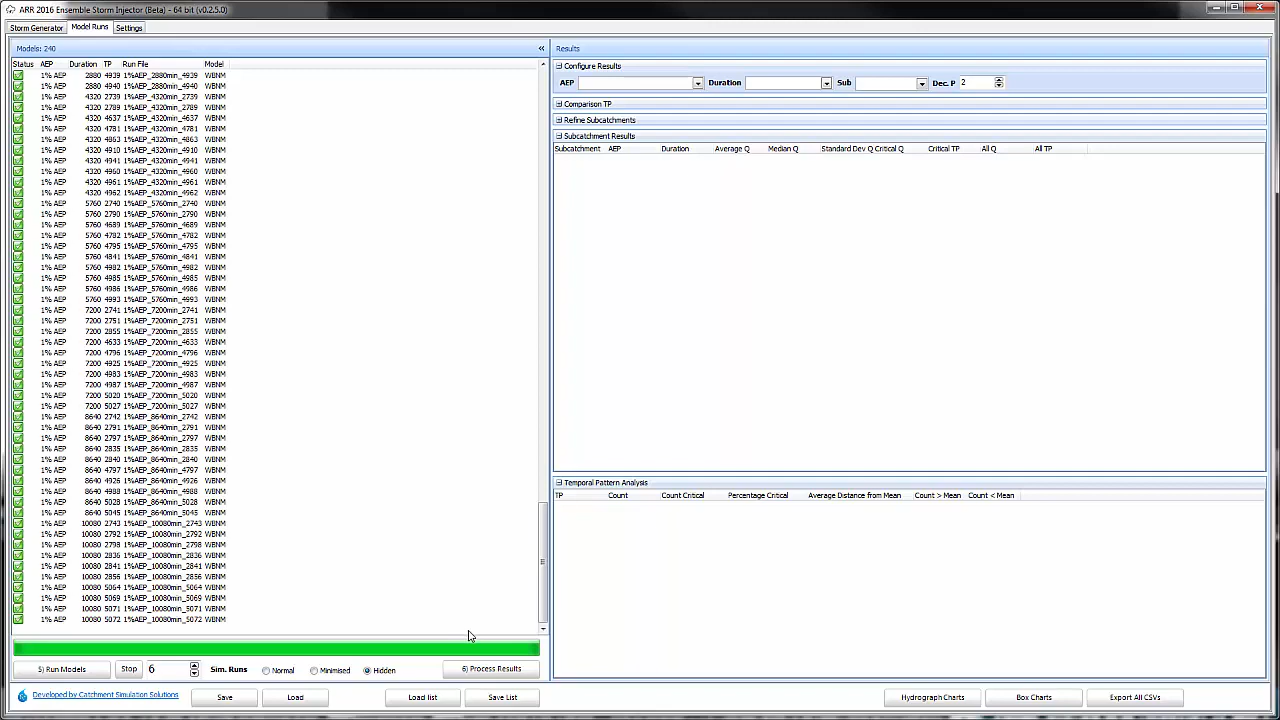 ARR 2016 Ensemble Storm Injector (Beta) - 64 bit (v0.2.5.0)
Storm Generator Model Runs Settings
Models: 240 «
Status AEP Duration TP Run File Model
1% AEP 2880 4939 1%AEP_2880min_4939 WBNM
1% AEP 2880 4940 1%AEP_2880min_4940 WBNM
1% AEP 4320 2739 1%AEP_4320min_2739 WBNM
1% AEP 4320 2789 1%AEP_4320min_2789 WBNM
1% AEP 4320 4637 1%AEP_4320min_4637 WBNM
1% AEP 4320 4781 1%AEP_4320min_4781 WBNM
1% AEP 4320 4863 1%AEP_4320min_4863 WBNM
1% AEP 4320 4910 1%AEP_4320min_4910 WBNM
1% AEP 4320 4941 1%AEP_4320min_4941 WBNM
1% AEP 4320 4960 1%AEP_4320min_4960 WBNM
1% AEP 4320 4961 1%AEP_4320min_4961 WBNM
1% AEP 4320 4962 1%AEP_4320min_4962 WBNM
1% AEP 5760 2740 1%AEP_5760min_2740 WBNM
1% AEP 5760 2790 1%AEP_5760min_2790 WBNM
1% AEP 5760 4689 1%AEP_5760min_4689 WBNM
1% AEP 5760 4782 1%AEP_5760min_4782 WBNM
1% AEP 5760 4795 1%AEP_5760min_4795 WBNM
1% AEP 5760 4841 1%AEP_5760min_4841 WBNM
1% AEP 5760 4982 1%AEP_5760min_4982 WBNM
1% AEP 5760 4985 1%AEP_5760min_4985 WBNM
1% AEP 5760 4986 1%AEP_5760min_4986 WBNM
1% AEP 5760 4993 1%AEP_5760min_4993 WBNM
1% AEP 7200 2741 1%AEP_7200min_2741 WBNM
1% AEP 7200 2751 1%AEP_7200min_2751 WBNM
1% AEP 7200 2855 1%AEP_7200min_2855 WBNM
1% AEP 7200 4633 1%AEP_7200min_4633 WBNM
1% AEP 7200 4796 1%AEP_7200min_4796 WBNM
1% AEP 7200 4925 1%AEP_7200min_4925 WBNM
1% AEP 7200 4983 1%AEP_7200min_4983 WBNM
1% AEP 7200 4987 1%AEP_7200min_4987 WBNM
1% AEP 7200 5020 1%AEP_7200min_5020 WBNM
1% AEP 7200 5027 1%AEP_7200min_5027 WBNM
1% AEP 8640 2742 1%AEP_8640min_2742 WBNM
1% AEP 8640 2791 1%AEP_8640min_2791 WBNM
1% AEP 8640 2797 1%AEP_8640min_2797 WBNM
1% AEP 8640 2835 1%AEP_8640min_2835 WBNM
1% AEP 8640 2840 1%AEP_8640min_2840 WBNM
1% AEP 8640 4797 1%AEP_8640min_4797 WBNM
1% AEP 8640 4926 1%AEP_8640min_4926 WBNM
1% AEP 8640 4988 1%AEP_8640min_4988 WBNM
1% AEP 8640 5028 1%AEP_8640min_5028 WBNM
1% AEP 8640 5045 1%AEP_8640min_5045 WBNM
1% AEP 10080 2743 1%AEP_10080min_2743 WBNM
1% AEP 10080 2792 1%AEP_10080min_2792 WBNM
1% AEP 10080 2798 1%AEP_10080min_2798 WBNM
1% AEP 10080 2836 1%AEP_10080min_2836 WBNM
1% AEP 10080 2841 1%AEP_10080min_2841 WBNM
1% AEP 10080 2856 1%AEP_10080min_2856 WBNM
1% AEP 10080 5064 1%AEP_10080min_5064 WBNM
1% AEP 10080 5069 1%AEP_10080min_5069 WBNM
1% AEP 10080 5071 1%AEP_10080min_5071 WBNM
1% AEP 10080 5072 1%AEP_10080min_5072 WBNM
5) Run Models Stop 6 Sim. Runs Normal Minimised Hidden 6) Process Results
Developed by Catchment Simulation Solutions Save Load Load list Save List
Results
Configure Results
AEP Duration Sub Dec. P 2
Comparison TP
Refine Subcatchments
Subcatchment Results
Subcatchment AEP Duration Average Q Median Q Standard Dev Q Critical Q Critical TP All Q All TP
Temporal Pattern Analysis
TP Count Count Critical Percentage Critical Average Distance from Mean Count > Mean Count < Mean
Hydrograph Charts Box Charts Export All CSVs